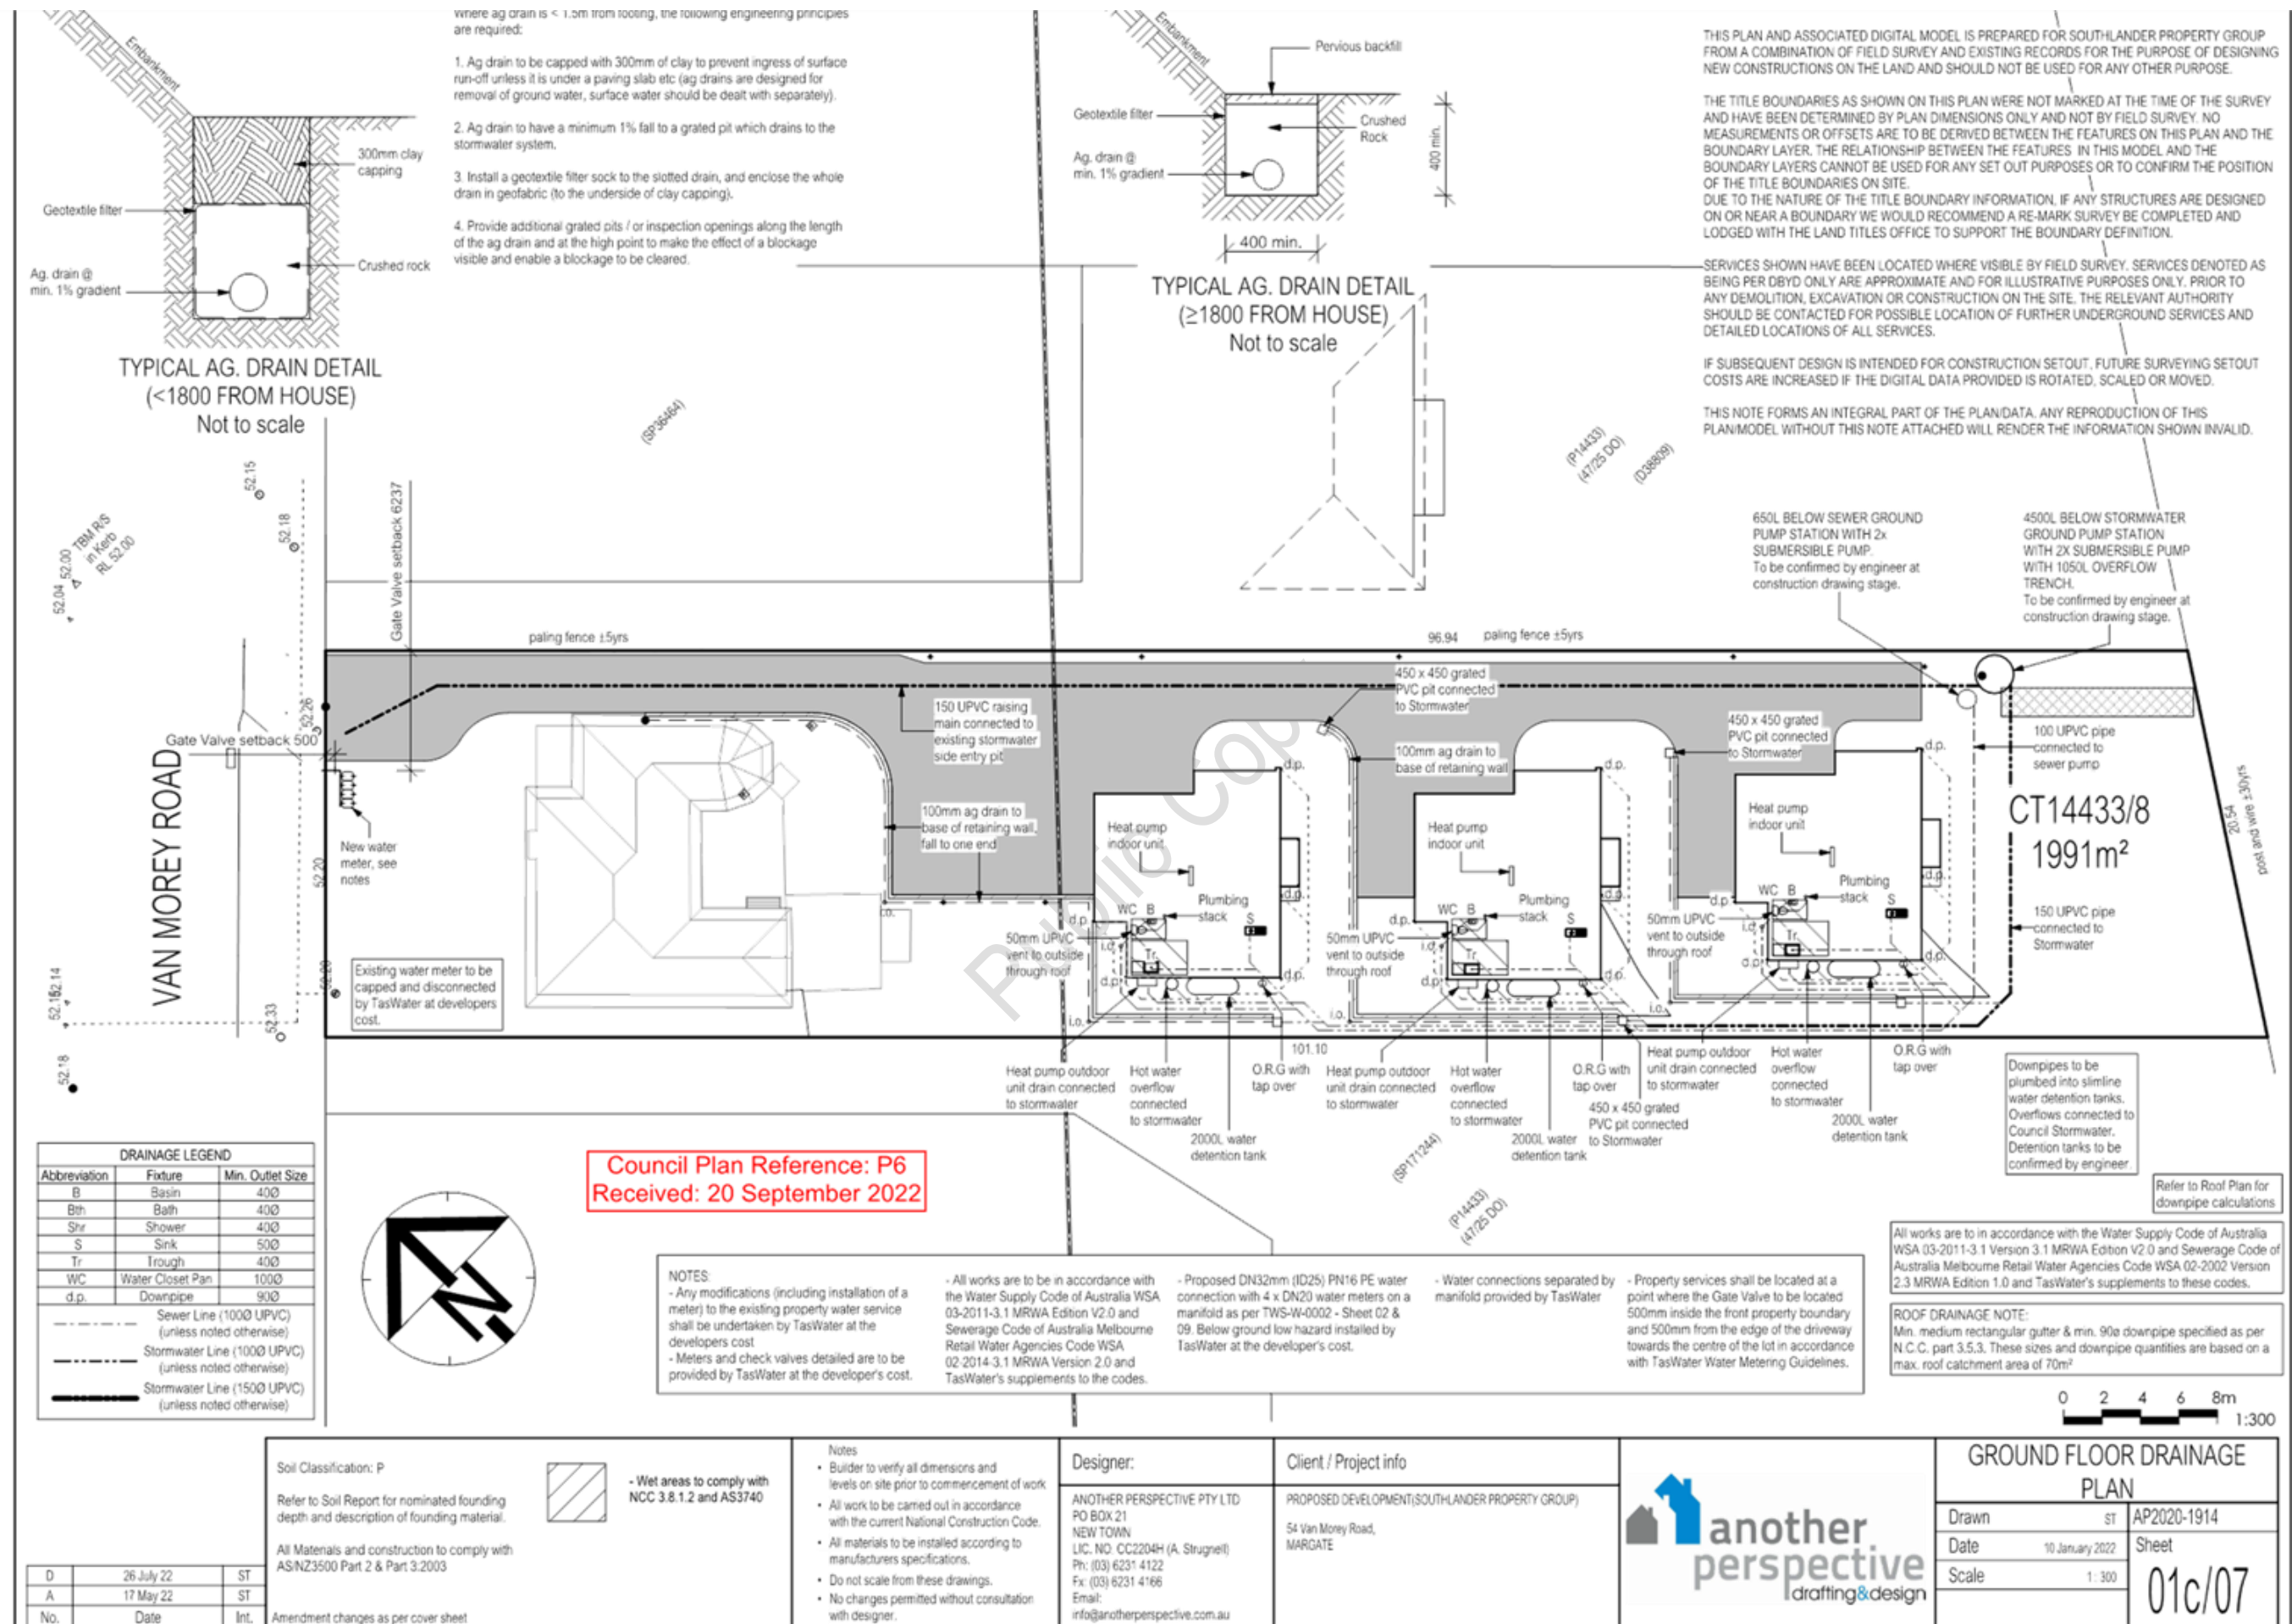 Where ag drain is < 1.5m from footing, the following engineering principles
are required:
1. Ag drain to be capped with 300mm of clay to prevent ingress of surface
run-off unless it is under a paving slab etc (ag drains are designed for
removal of ground water, surface water should be dealt with separately).
2. Ag drain to have a minimum 1% fall to a grated pit which drains to the
stormwater system.
3. Install a geotextile filter sock to the slotted drain, and enclose the whole
drain in geofabric (to the underside of clay capping).
4. Provide additional grated pits / or inspection openings along the length
of the ag drain and at the high point to make the effect of a blockage
visible and enable a blockage to be cleared.
Embankment
300mm clay
capping
Geotextile filter
Crushed rock
Ag. drain @
min. 1% gradient
TYPICAL AG. DRAIN DETAIL
(<1800 FROM HOUSE)
Not to scale
Embankment
Pervious backfill
Geotextile filter
Crushed
Rock
Ag. drain @
min. 1% gradient
400 min.
400 min.
TYPICAL AG. DRAIN DETAIL
(≥1800 FROM HOUSE)
Not to scale
THIS PLAN AND ASSOCIATED DIGITAL MODEL IS PREPARED FOR SOUTHLANDER PROPERTY GROUP
FROM A COMBINATION OF FIELD SURVEY AND EXISTING RECORDS FOR THE PURPOSE OF DESIGNING
NEW CONSTRUCTIONS ON THE LAND AND SHOULD NOT BE USED FOR ANY OTHER PURPOSE.
THE TITLE BOUNDARIES AS SHOWN ON THIS PLAN WERE NOT MARKED AT THE TIME OF THE SURVEY
AND HAVE BEEN DETERMINED BY PLAN DIMENSIONS ONLY AND NOT BY FIELD SURVEY. NO
MEASUREMENTS OR OFFSETS ARE TO BE DERIVED BETWEEN THE FEATURES ON THIS PLAN AND THE
BOUNDARY LAYER. THE RELATIONSHIP BETWEEN THE FEATURES IN THIS MODEL AND THE
BOUNDARY LAYERS CANNOT BE USED FOR ANY SET OUT PURPOSES OR TO CONFIRM THE POSITION
OF THE TITLE BOUNDARIES ON SITE.
DUE TO THE NATURE OF THE TITLE BOUNDARY INFORMATION, IF ANY STRUCTURES ARE DESIGNED
ON OR NEAR A BOUNDARY WE WOULD RECOMMEND A RE-MARK SURVEY BE COMPLETED AND
LODGED WITH THE LAND TITLES OFFICE TO SUPPORT THE BOUNDARY DEFINITION.
SERVICES SHOWN HAVE BEEN LOCATED WHERE VISIBLE BY FIELD SURVEY. SERVICES DENOTED AS
BEING PER DBYD ONLY ARE APPROXIMATE AND FOR ILLUSTRATIVE PURPOSES ONLY. PRIOR TO
ANY DEMOLITION, EXCAVATION OR CONSTRUCTION ON THE SITE, THE RELEVANT AUTHORITY
SHOULD BE CONTACTED FOR POSSIBLE LOCATION OF FURTHER UNDERGROUND SERVICES AND
DETAILED LOCATIONS OF ALL SERVICES.
IF SUBSEQUENT DESIGN IS INTENDED FOR CONSTRUCTION SETOUT, FUTURE SURVEYING SETOUT
COSTS ARE INCREASED IF THE DIGITAL DATA PROVIDED IS ROTATED, SCALED OR MOVED.
THIS NOTE FORMS AN INTEGRAL PART OF THE PLAN/DATA. ANY REPRODUCTION OF THIS
PLAN/MODEL WITHOUT THIS NOTE ATTACHED WILL RENDER THE INFORMATION SHOWN INVALID.
(SP36464)
(P14433)
(47/25 DO)
(D38809)
52.15
52.18
TBM R/S
in Kerb
RL 52.00
52.00
52.04
Gate Valve setback 6237
650L BELOW SEWER GROUND
PUMP STATION WITH 2x
SUBMERSIBLE PUMP.
To be confirmed by engineer at
construction drawing stage.
4500L BELOW STORMWATER
GROUND PUMP STATION
WITH 2X SUBMERSIBLE PUMP
WITH 1050L OVERFLOW
TRENCH.
To be confirmed by engineer at
construction drawing stage.
paling fence ±5yrs
96.94
paling fence ±5yrs
52.26
Gate Valve setback 500
150 UPVC raising
main connected to
existing stormwater
side entry pit
450 x 450 grated
PVC pit connected
to Stormwater
450 x 450 grated
PVC pit connected
to Stormwater
100mm ag drain to
base of retaining wall
100mm ag drain to
base of retaining wall,
fall to one end
100 UPVC pipe
connected to
sewer pump
CT14433/8
1991m²
20.54
post and wire ±30yrs
150 UPVC pipe
connected to
Stormwater
VAN MOREY ROAD
New water
meter, see
notes
52.20
52.20
52.14
52.15
52.33
52.18
Existing water meter to be
capped and disconnected
by TasWater at developers
cost.
Heat pump
indoor unit
Plumbing
stack
WC B
S
Tr
d.p.
d.p.
d.p.
d.p.
d.p.
i.o.
i.o.
i.o.
50mm UPVC
vent to outside
through roof
Heat pump
indoor unit
Plumbing
stack
WC B
S
Tr
d.p.
d.p.
d.p.
d.p.
d.p.
i.o.
i.o.
50mm UPVC
vent to outside
through roof
Heat pump
indoor unit
Plumbing
stack
WC B
S
Tr
d.p.
d.p.
d.p.
d.p.
d.p.
i.o.
i.o.
50mm UPVC
vent to outside
through roof
Public Cop
101.10
Heat pump outdoor
unit drain connected
to stormwater
Hot water
overflow
connected
to stormwater
2000L water
detention tank
O.R.G with
tap over
Heat pump outdoor
unit drain connected
to stormwater
Hot water
overflow
connected
to stormwater
2000L water
detention tank
O.R.G with
tap over
450 x 450 grated
PVC pit connected
to Stormwater
Heat pump outdoor
unit drain connected
to stormwater
Hot water
overflow
connected
to stormwater
2000L water
detention tank
O.R.G with
tap over
Downpipes to be
plumbed into slimline
water detention tanks.
Overflows connected to
Council Stormwater.
Detention tanks to be
confirmed by engineer.
(SP171244)
(P14433)
(47/25 DO)
Refer to Roof Plan for
downpipe calculations
DRAINAGE LEGEND
Abbreviation Fixture Min. Outlet Size
B Basin 40Ø
Bth Bath 40Ø
Shr Shower 40Ø
S Sink 50Ø
Tr Trough 40Ø
WC Water Closet Pan 100Ø
d.p. Downpipe 90Ø
Sewer Line (100Ø UPVC)
(unless noted otherwise)
Stormwater Line (100Ø UPVC)
(unless noted otherwise)
Stormwater Line (150Ø UPVC)
(unless noted otherwise)
N
Council Plan Reference: P6
Received: 20 September 2022
NOTES:
- Any modifications (including installation of a
meter) to the existing property water service
shall be undertaken by TasWater at the
developers cost
- Meters and check valves detailed are to be
provided by TasWater at the developer's cost.
- All works are to be in accordance with
the Water Supply Code of Australia WSA
03-2011-3.1 MRWA Edition V2.0 and
Sewerage Code of Australia Melbourne
Retail Water Agencies Code WSA
02-2014-3.1 MRWA Version 2.0 and
TasWater's supplements to the codes.
- Proposed DN32mm (ID25) PN16 PE water
connection with 4 x DN20 water meters on a
manifold as per TWS-W-0002 - Sheet 02 &
09. Below ground low hazard installed by
TasWater at the developer's cost.
- Water connections separated by
manifold provided by TasWater
- Property services shall be located at a
point where the Gate Valve to be located
500mm inside the front property boundary
and 500mm from the edge of the driveway
towards the centre of the lot in accordance
with TasWater Water Metering Guidelines.
All works are to in accordance with the Water Supply Code of Australia
WSA 03-2011-3.1 Version 3.1 MRWA Edition V2.0 and Sewerage Code of
Australia Melbourne Retail Water Agencies Code WSA 02-2002 Version
2.3 MRWA Edition 1.0 and TasWater's supplements to these codes.
ROOF DRAINAGE NOTE:
Min. medium rectangular gutter & min. 90ø downpipe specified as per
N.C.C. part 3.5.3. These sizes and downpipe quantities are based on a
max. roof catchment area of 70m²
0 2 4 6 8m
1:300
D 26 July 22 ST
A 17 May 22 ST
No. Date Int.
Soil Classification: P
Refer to Soil Report for nominated founding
depth and description of founding material.
All Materials and construction to comply with
AS/NZ3500 Part 2 & Part 3:2003
Amendment changes as per cover sheet
- Wet areas to comply with
NCC 3.8.1.2 and AS3740
Notes
• Builder to verify all dimensions and
levels on site prior to commencement of work
• All work to be carried out in accordance
with the current National Construction Code.
• All materials to be installed according to
manufacturers specifications.
• Do not scale from these drawings.
• No changes permitted without consultation
with designer.
Designer:
ANOTHER PERSPECTIVE PTY LTD
PO BOX 21
NEW TOWN
LIC. NO. CC2204H (A. Strugnell)
Ph: (03) 6231 4122
Fx: (03) 6231 4166
Email:
info@anotherperspective.com.au
Client / Project info
PROPOSED DEVELOPMENT(SOUTHLANDER PROPERTY GROUP)
54 Van Morey Road,
MARGATE
another
perspective
drafting&design
GROUND FLOOR DRAINAGE
PLAN
Drawn ST
Date 10 January 2022
Scale 1 : 300
AP2020-1914
Sheet
01c/07